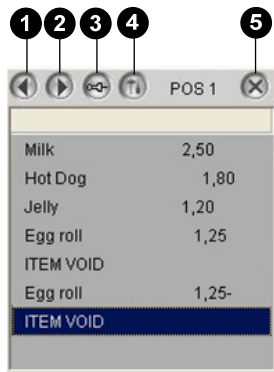 1 2 3 4 5
POS 1
Milk 2,50
Hot Dog 1,80
Jelly 1,20
Egg roll 1,25
ITEM VOID
Egg roll 1,25-
ITEM VOID